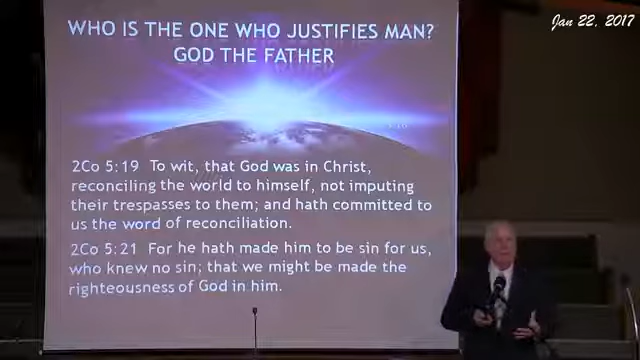 Jan 22, 2017
WHO IS THE ONE WHO JUSTIFIES MAN?
GOD THE FATHER
2Co 5:19 To wit, that God was in Christ,
reconciling the world to himself, not imputing
their trespasses to them; and hath committed to
us the word of reconciliation.
2Co 5:21 For he hath made him to be sin for us,
who knew no sin; that we might be made the
righteousness of God in him.